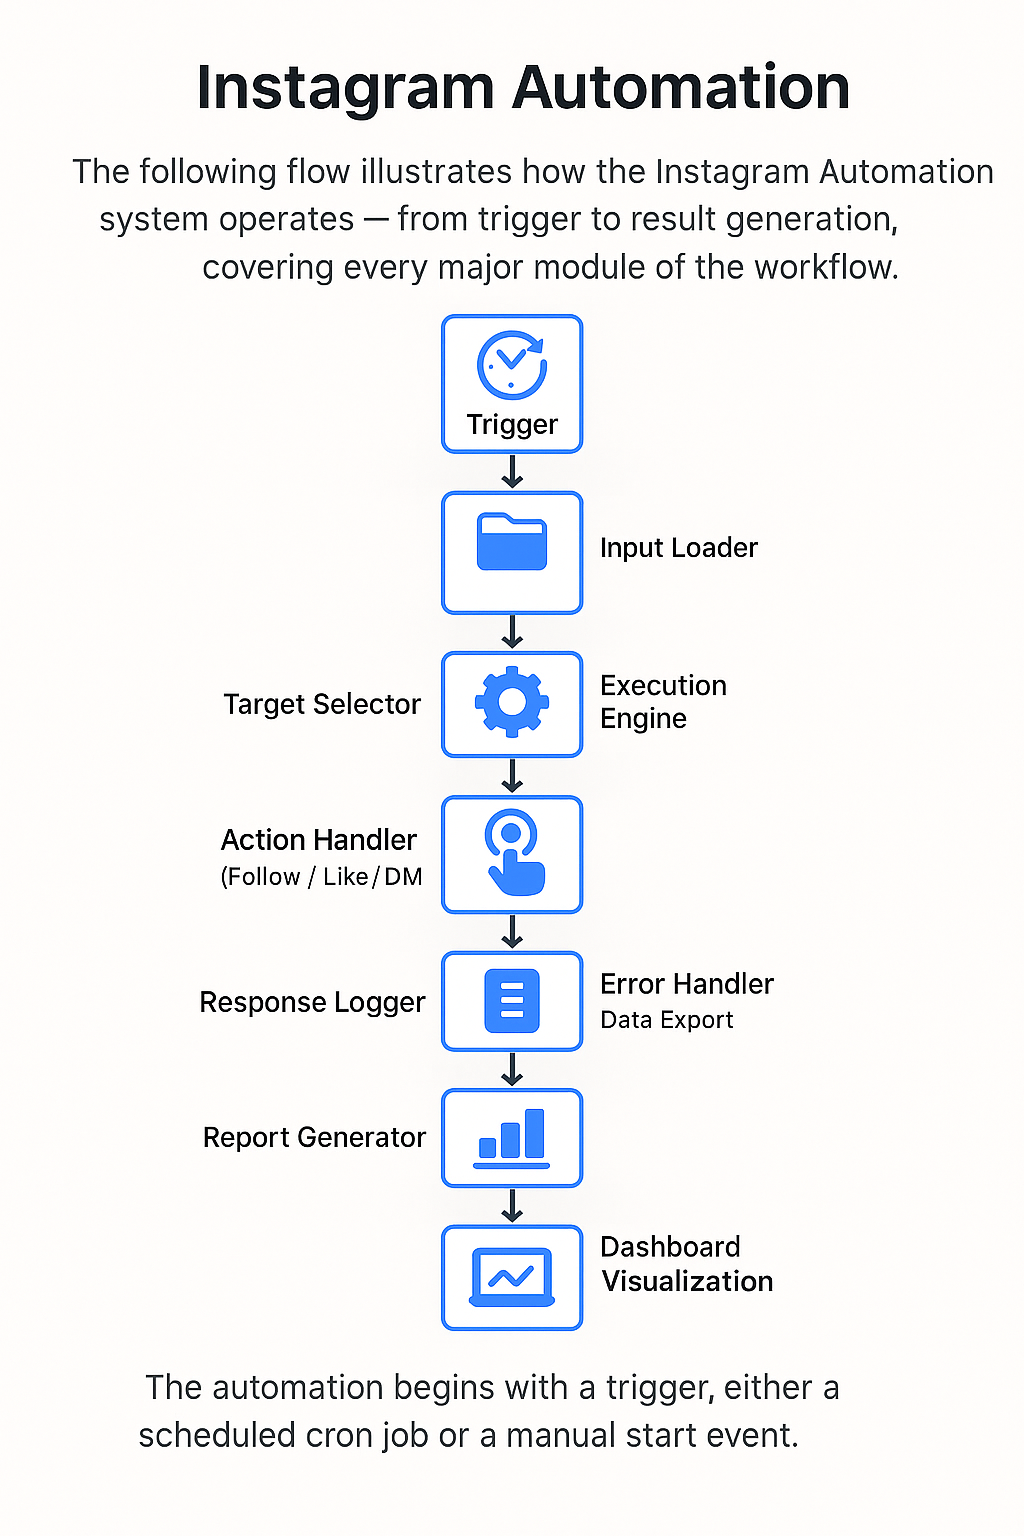 Instagram Automation
The following flow illustrates how the Instagram Automation
system operates — from trigger to result generation,
covering every major module of the workflow.
Trigger
Input Loader
Target Selector
Execution
Engine
Action Handler
(Follow / Like / DM
Response Logger
Error Handler
Data Export
Report Generator
Dashboard
Visualization
The automation begins with a trigger, either a
scheduled cron job or a manual start event.